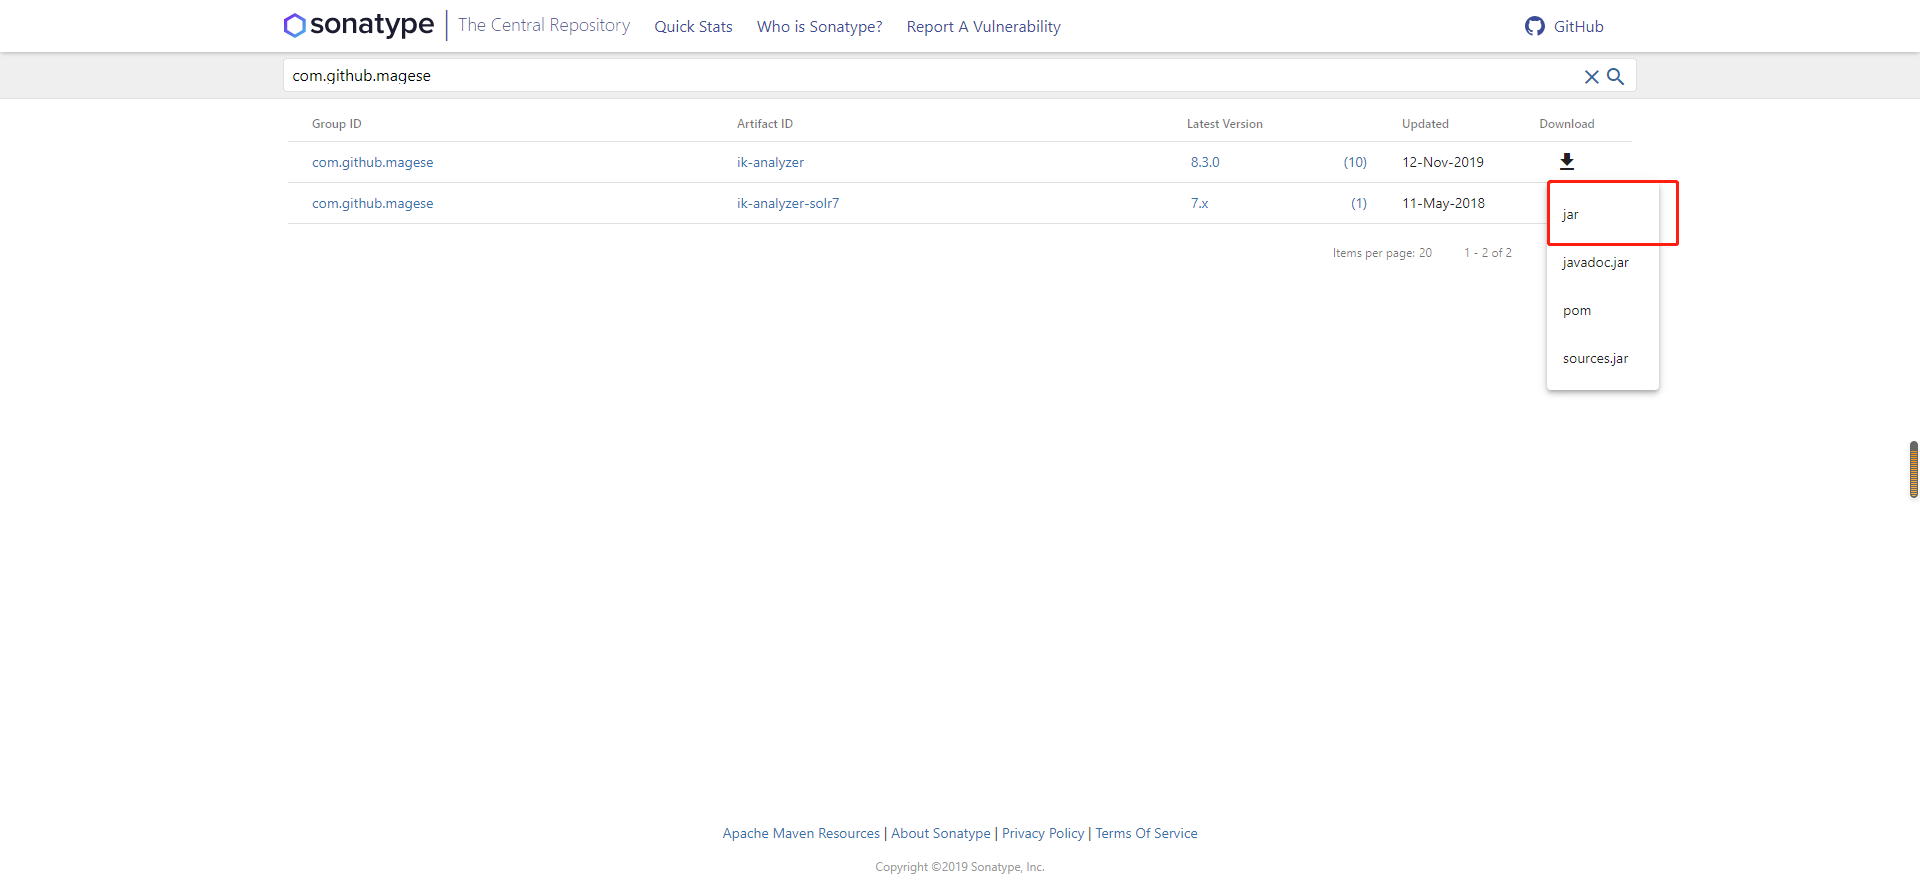 sonatype The Central Repository Quick Stats Who is Sonatype? Report A Vulnerability GitHub
com.github.magese
Group ID Artifact ID Latest Version Updated Download
com.github.magese ik-analyzer 8.3.0 (10) 12-Nov-2019
com.github.magese ik-analyzer-solr7 7.x (1) 11-May-2018
jar
Items per page: 20 1 - 2 of 2
javadoc.jar
pom
sources.jar
Apache Maven Resources | About Sonatype | Privacy Policy | Terms Of Service
Copyright ©2019 Sonatype, Inc.